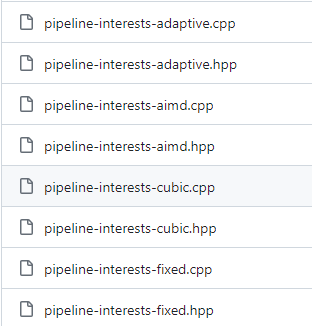 pipeline-interests-adaptive.cpp
pipeline-interests-adaptive.hpp
pipeline-interests-aimd.cpp
pipeline-interests-aimd.hpp
pipeline-interests-cubic.cpp
pipeline-interests-cubic.hpp
pipeline-interests-fixed.cpp
pipeline-interests-fixed.hpp